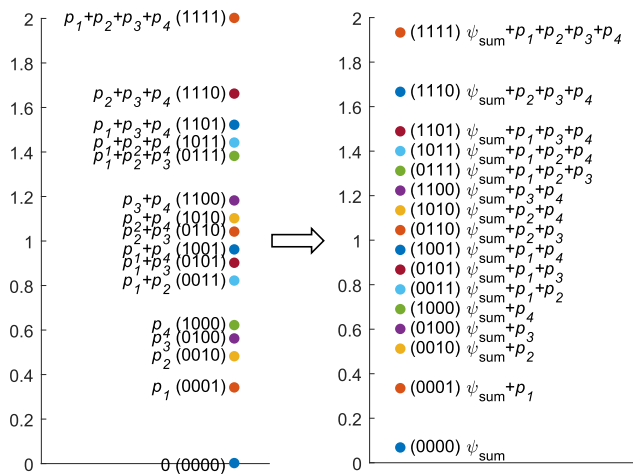 2
1.8
1.6
1.4
1.2
1
0.8
0.6
0.4
0.2
0
p1+p2+p3+p4 (1111)
p2+p3+p4 (1110)
p1+p3+p4 (1101)
p1+p2+p4 (1011)
p1+p2+p3 (0111)
p3+p4 (1100)
p2+p4 (1010)
p2+p3 (0110)
p1+p4 (1001)
p1+p3 (0101)
p1+p2 (0011)
p4 (1000)
p3 (0100)
p2 (0010)
p1 (0001)
0 (0000)
2
1.8
1.6
1.4
1.2
1
0.8
0.6
0.4
0.2
0
(1111) ψsum+p1+p2+p3+p4
(1110) ψsum+p2+p3+p4
(1101) ψsum+p1+p3+p4
(1011) ψsum+p1+p2+p4
(0111) ψsum+p1+p2+p3
(1100) ψsum+p3+p4
(1010) ψsum+p2+p4
(0110) ψsum+p2+p3
(1001) ψsum+p1+p4
(0101) ψsum+p1+p3
(0011) ψsum+p1+p2
(1000) ψsum+p4
(0100) ψsum+p3
(0010) ψsum+p2
(0001) ψsum+p1
(0000) ψsum